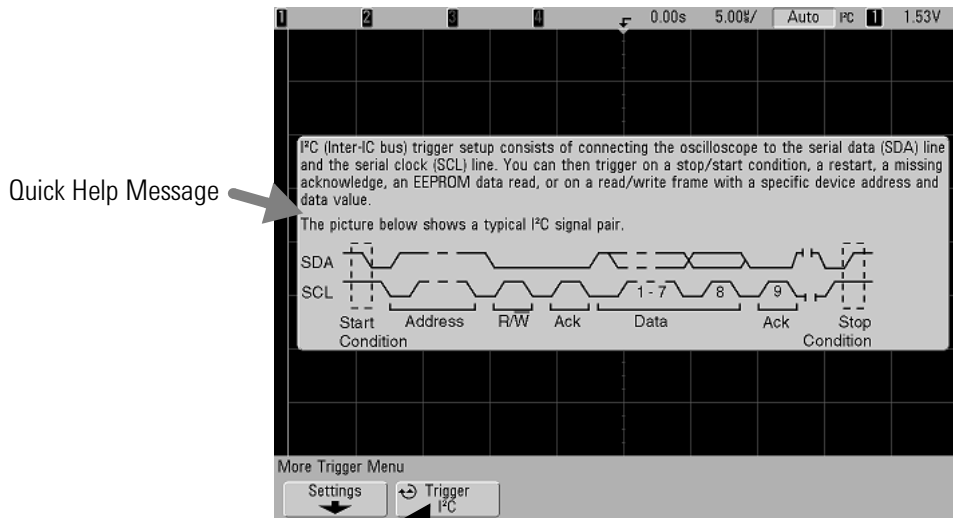 1 2 3 4 0.00s 5.00%/ Auto I²C 1 1.53V
Quick Help Message
I²C (Inter-IC bus) trigger setup consists of connecting the oscilloscope to the serial data (SDA) line
and the serial clock (SCL) line. You can then trigger on a stop/start condition, a restart, a missing
acknowledge, an EEPROM data read, or on a read/write frame with a specific device address and
data value.
The picture below shows a typical I²C signal pair.
SDA
SCL 1 - 7 8 9
Start Address R/W̅ Ack Data Ack Stop
Condition Condition
More Trigger Menu
Settings Trigger
I²C